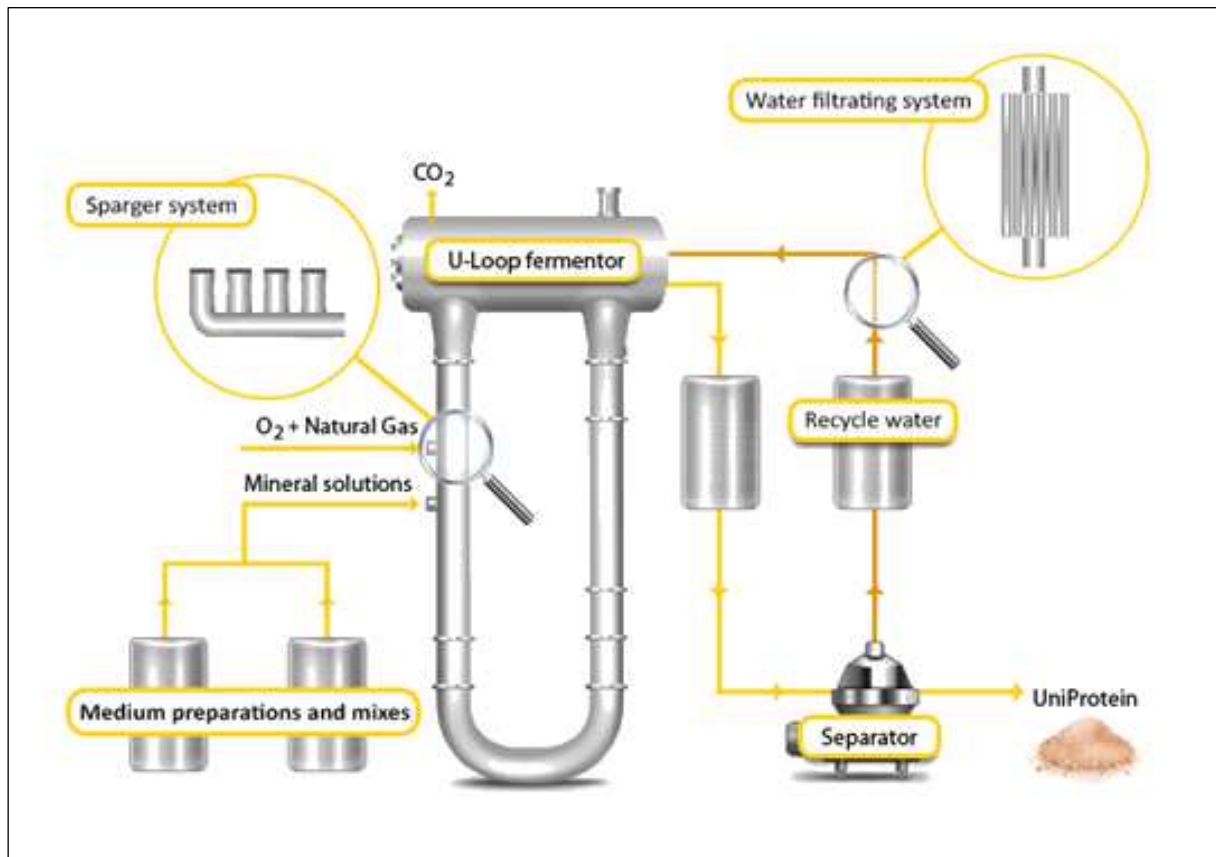 Water filtrating system
CO2
Sparger system
U-Loop fermentor
O2 + Natural Gas
Recycle water
Mineral solutions
Medium preparations and mixes
UniProtein
Separator